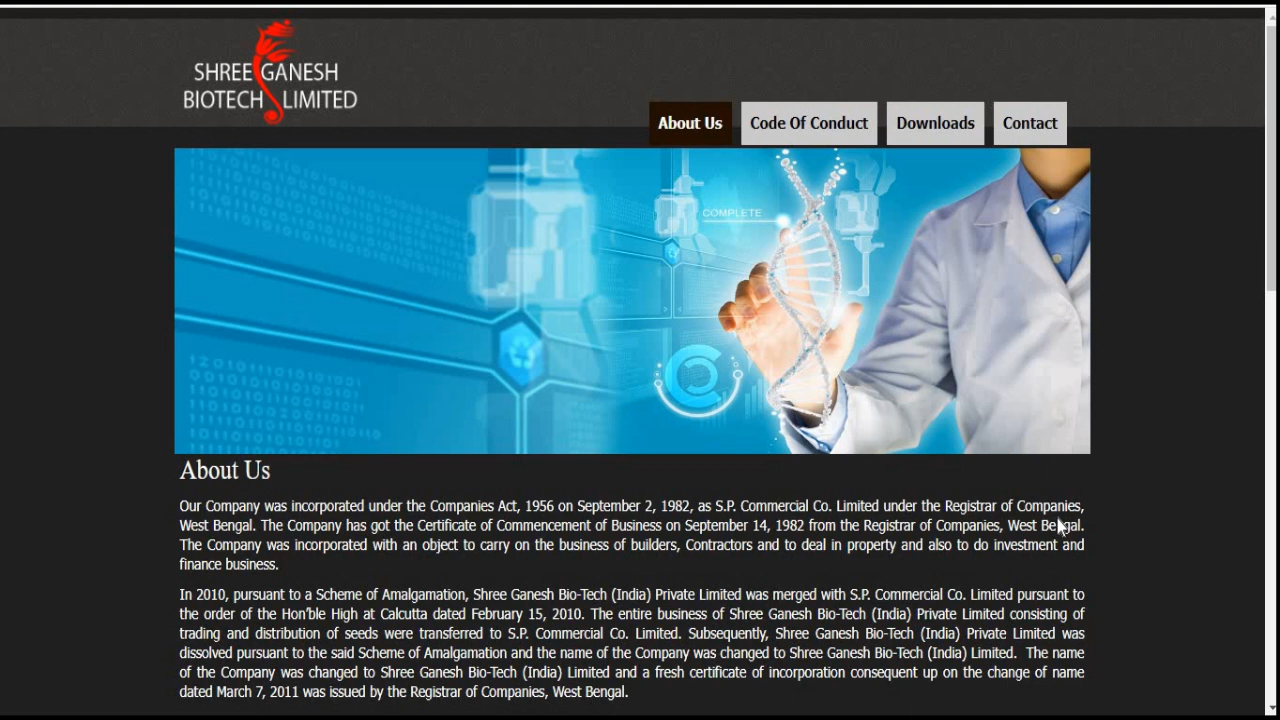 SHREE GANESH
BIOTECH LIMITED
About Us
Code Of Conduct
Downloads
Contact
COMPLETE
About Us
Our Company was incorporated under the Companies Act, 1956 on September 2, 1982, as S.P. Commercial Co. Limited under the Registrar of Companies,
West Bengal. The Company has got the Certificate of Commencement of Business on September 14, 1982 from the Registrar of Companies, West Bengal.
The Company was incorporated with an object to carry on the business of builders, Contractors and to deal in property and also to do investment and
finance business.
In 2010, pursuant to a Scheme of Amalgamation, Shree Ganesh Bio-Tech (India) Private Limited was merged with S.P. Commercial Co. Limited pursuant to
the order of the Hon'ble High at Calcutta dated February 15, 2010. The entire business of Shree Ganesh Bio-Tech (India) Private Limited consisting of
trading and distribution of seeds were transferred to S.P. Commercial Co. Limited. Subsequently, Shree Ganesh Bio-Tech (India) Private Limited was
dissolved pursuant to the said Scheme of Amalgamation and the name of the Company was changed to Shree Ganesh Bio-Tech (India) Limited. The name
of the Company was changed to Shree Ganesh Bio-Tech (India) Limited and a fresh certificate of incorporation consequent up on the change of name
dated March 7, 2011 was issued by the Registrar of Companies, West Bengal.